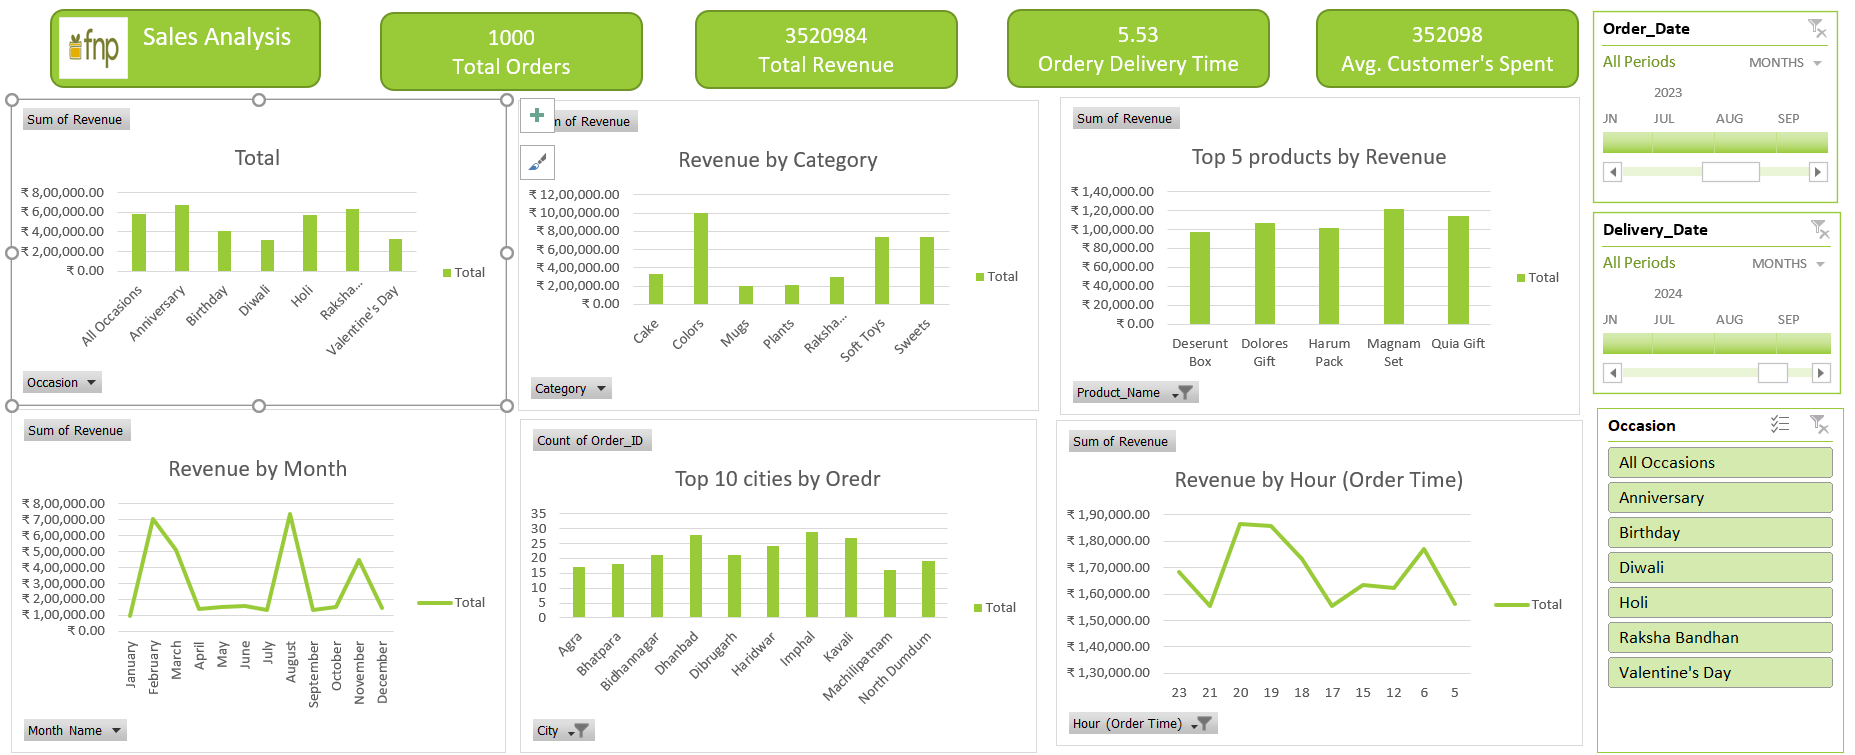 fnp
Sales Analysis
1000
Total Orders
3520984
Total Revenue
5.53
Ordery Delivery Time
352098
Avg. Customer's Spent
Sum of Revenue
Total
₹ 8,00,000.00
₹ 6,00,000.00
₹ 4,00,000.00
₹ 2,00,000.00
₹ 0.00
All Occasions
Anniversary
Birthday
Diwali
Holi
Raksha...
Valentine's Day
Total
Occasion
m of Revenue
Revenue by Category
₹ 12,00,000.00
₹ 10,00,000.00
₹ 8,00,000.00
₹ 6,00,000.00
₹ 4,00,000.00
₹ 2,00,000.00
₹ 0.00
Cake
Colors
Mugs
Plants
Raksha...
Soft Toys
Sweets
Total
Category
Sum of Revenue
Top 5 products by Revenue
₹ 1,40,000.00
₹ 1,20,000.00
₹ 1,00,000.00
₹ 80,000.00
₹ 60,000.00
₹ 40,000.00
₹ 20,000.00
₹ 0.00
Deserunt Box
Dolores Gift
Harum Pack
Magnam Set
Quia Gift
Total
Product_Name
Order_Date
All Periods
MONTHS
2023
JN JUL AUG SEP
Delivery_Date
All Periods
MONTHS
2024
JN JUL AUG SEP
Sum of Revenue
Revenue by Month
₹ 8,00,000.00
₹ 7,00,000.00
₹ 6,00,000.00
₹ 5,00,000.00
₹ 4,00,000.00
₹ 3,00,000.00
₹ 2,00,000.00
₹ 1,00,000.00
₹ 0.00
January
February
March
April
May
June
July
August
September
October
November
December
Total
Month Name
Count of Order_ID
Top 10 cities by Oredr
35
30
25
20
15
10
5
0
Agra
Bhatpara
Bidhannagar
Dhanbad
Dibrugarh
Haridwar
Imphal
Kavali
Machilipatnam
North Dumdum
Total
City
Sum of Revenue
Revenue by Hour (Order Time)
₹ 1,90,000.00
₹ 1,80,000.00
₹ 1,70,000.00
₹ 1,60,000.00
₹ 1,50,000.00
₹ 1,40,000.00
₹ 1,30,000.00
23 21 20 19 18 17 15 12 6 5
Total
Hour (Order Time)
Occasion
All Occasions
Anniversary
Birthday
Diwali
Holi
Raksha Bandhan
Valentine's Day